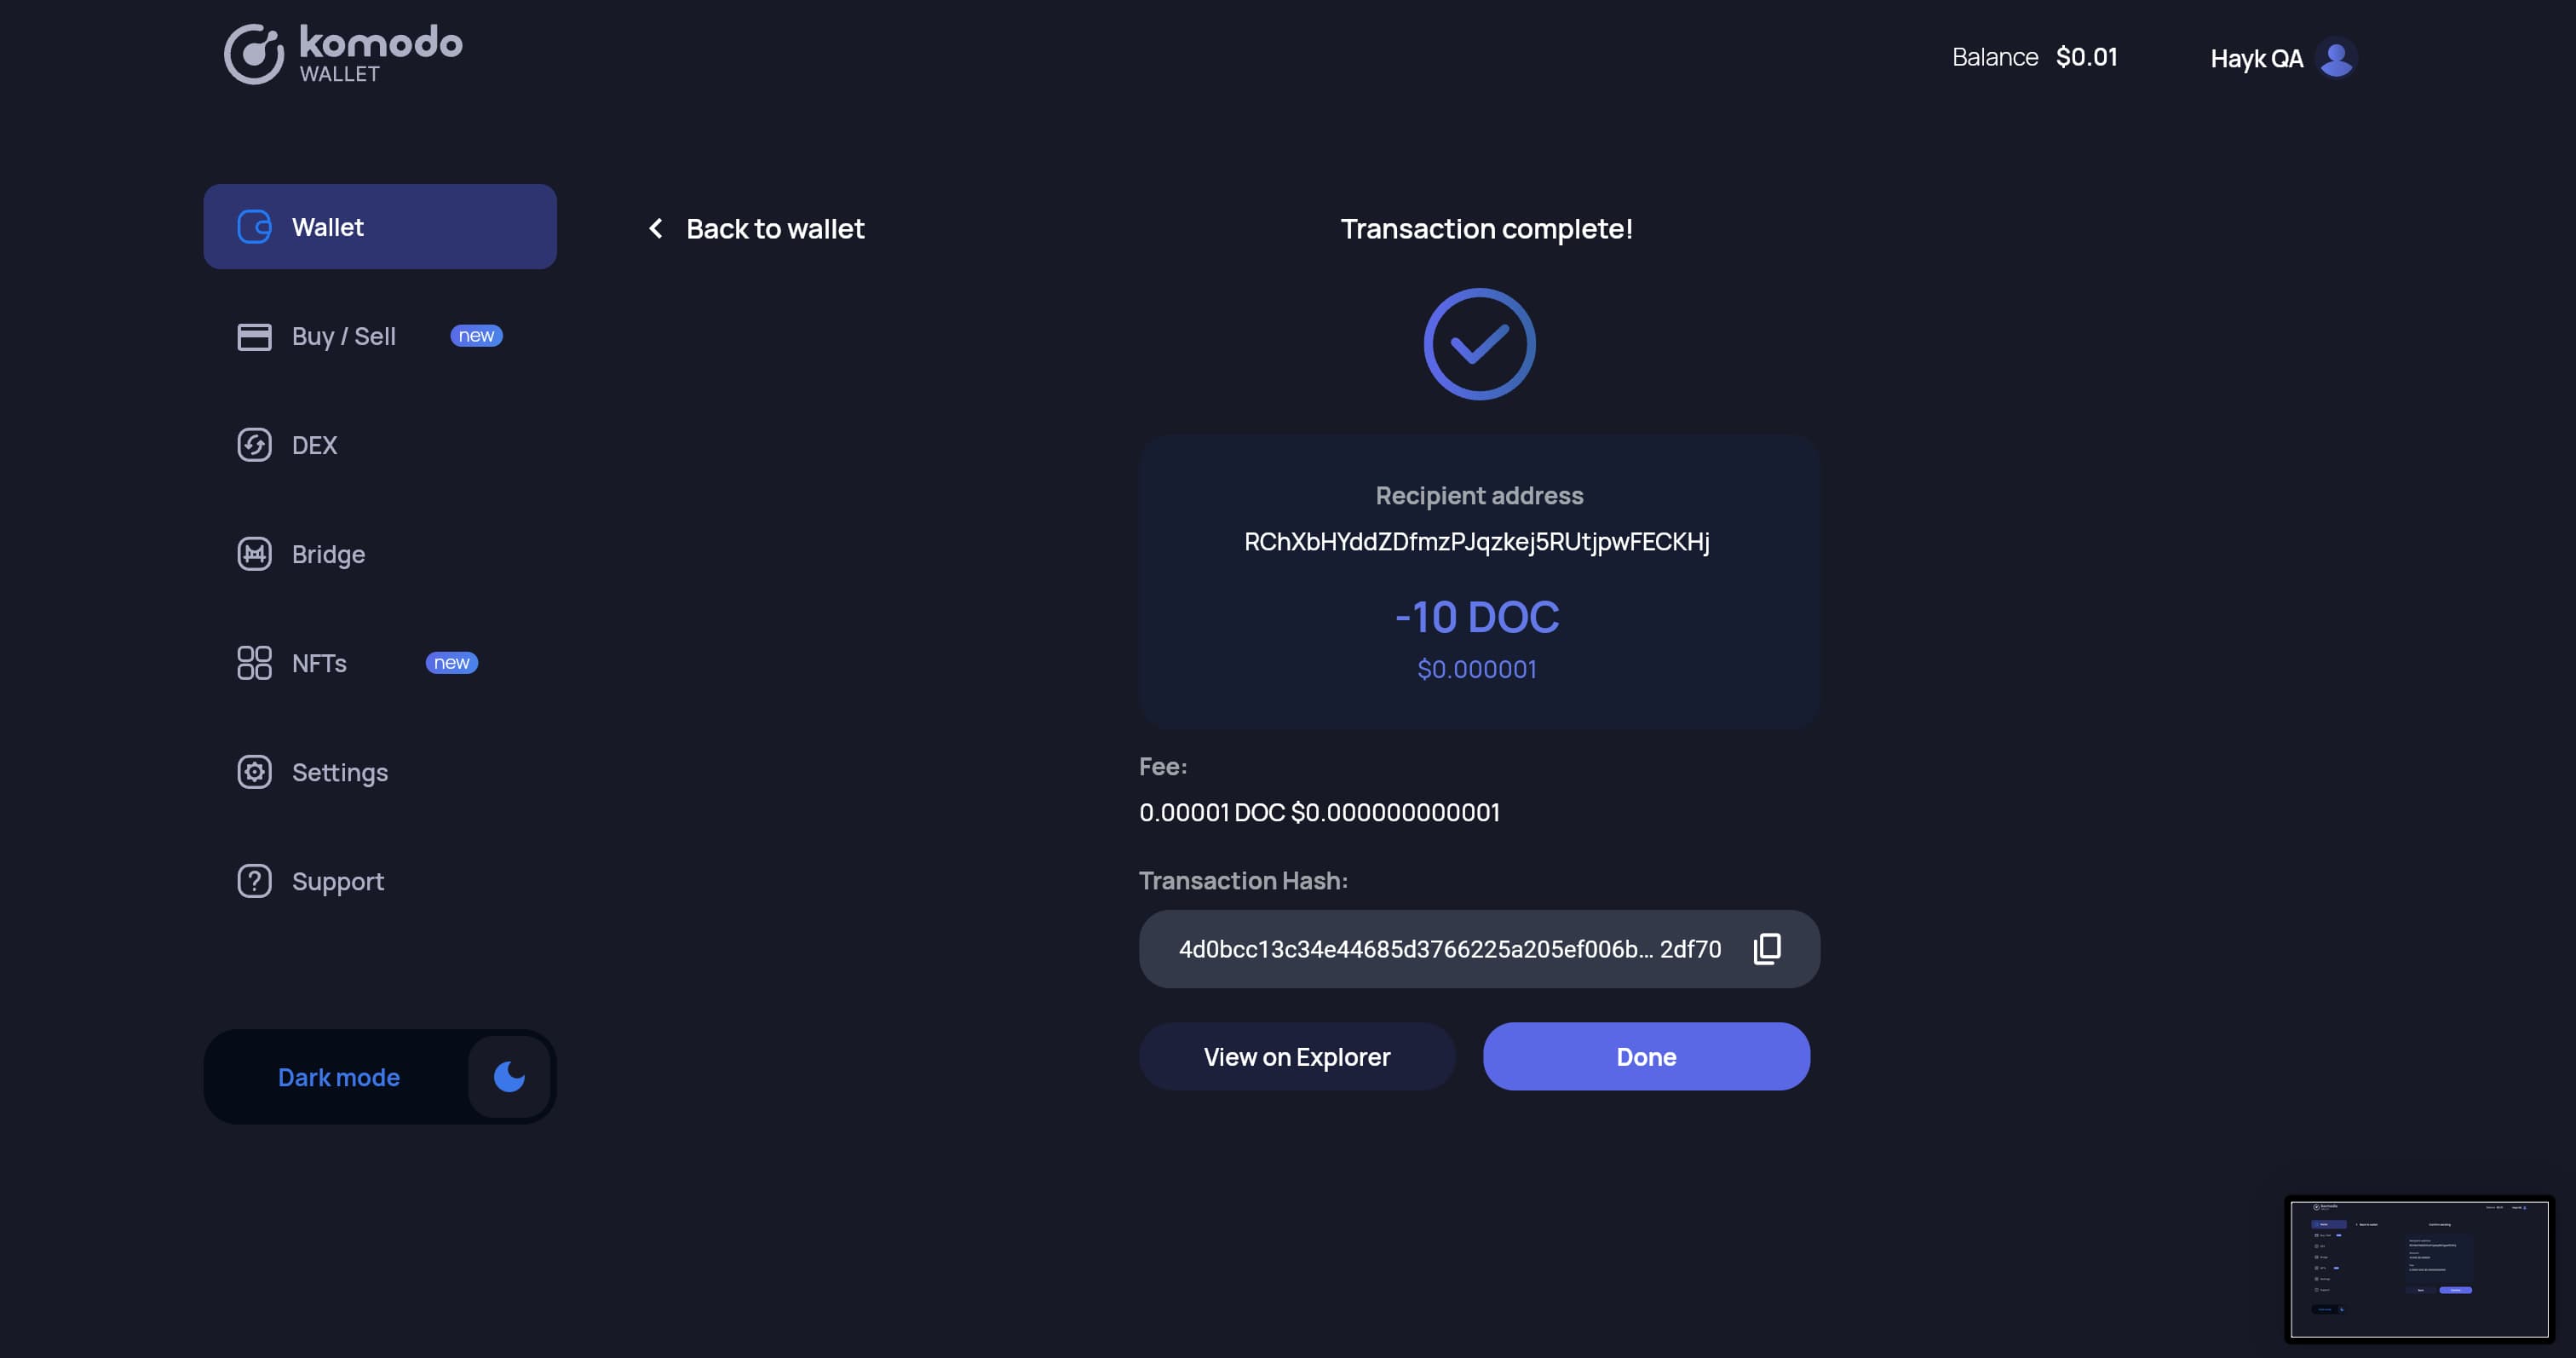 komodo
WALLET
Balance $0.01
Hayk QA
Wallet
Buy / Sell new
DEX
Bridge
NFTs new
Settings
Support
Dark mode
Back to wallet
Transaction complete!
Recipient address
RChXbHYddZDfmzPJqzkej5RUtjpwFECKHj
-10 DOC
$0.000001
Fee:
0.00001 DOC $0.000000000001
Transaction Hash:
4d0bcc13c34e44685d3766225a205ef006b... 2df70
View on Explorer
Done